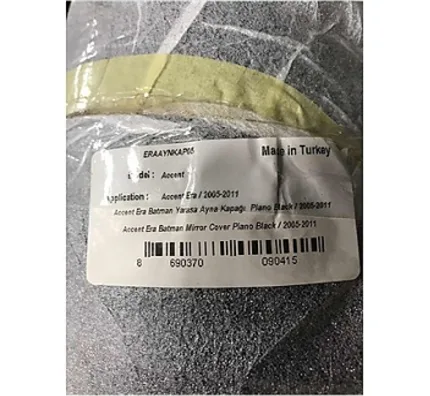 ERAAYNKAP05
Made in Turkey
Model : Accent
Application : Accent Era / 2005-2011
Accent Era Batman Yarasa Ayna Kapağı Piano Black / 2005-2011
Accent Era Batman Mirror Cover Piano Black / 2005-2011
8 690370 090415